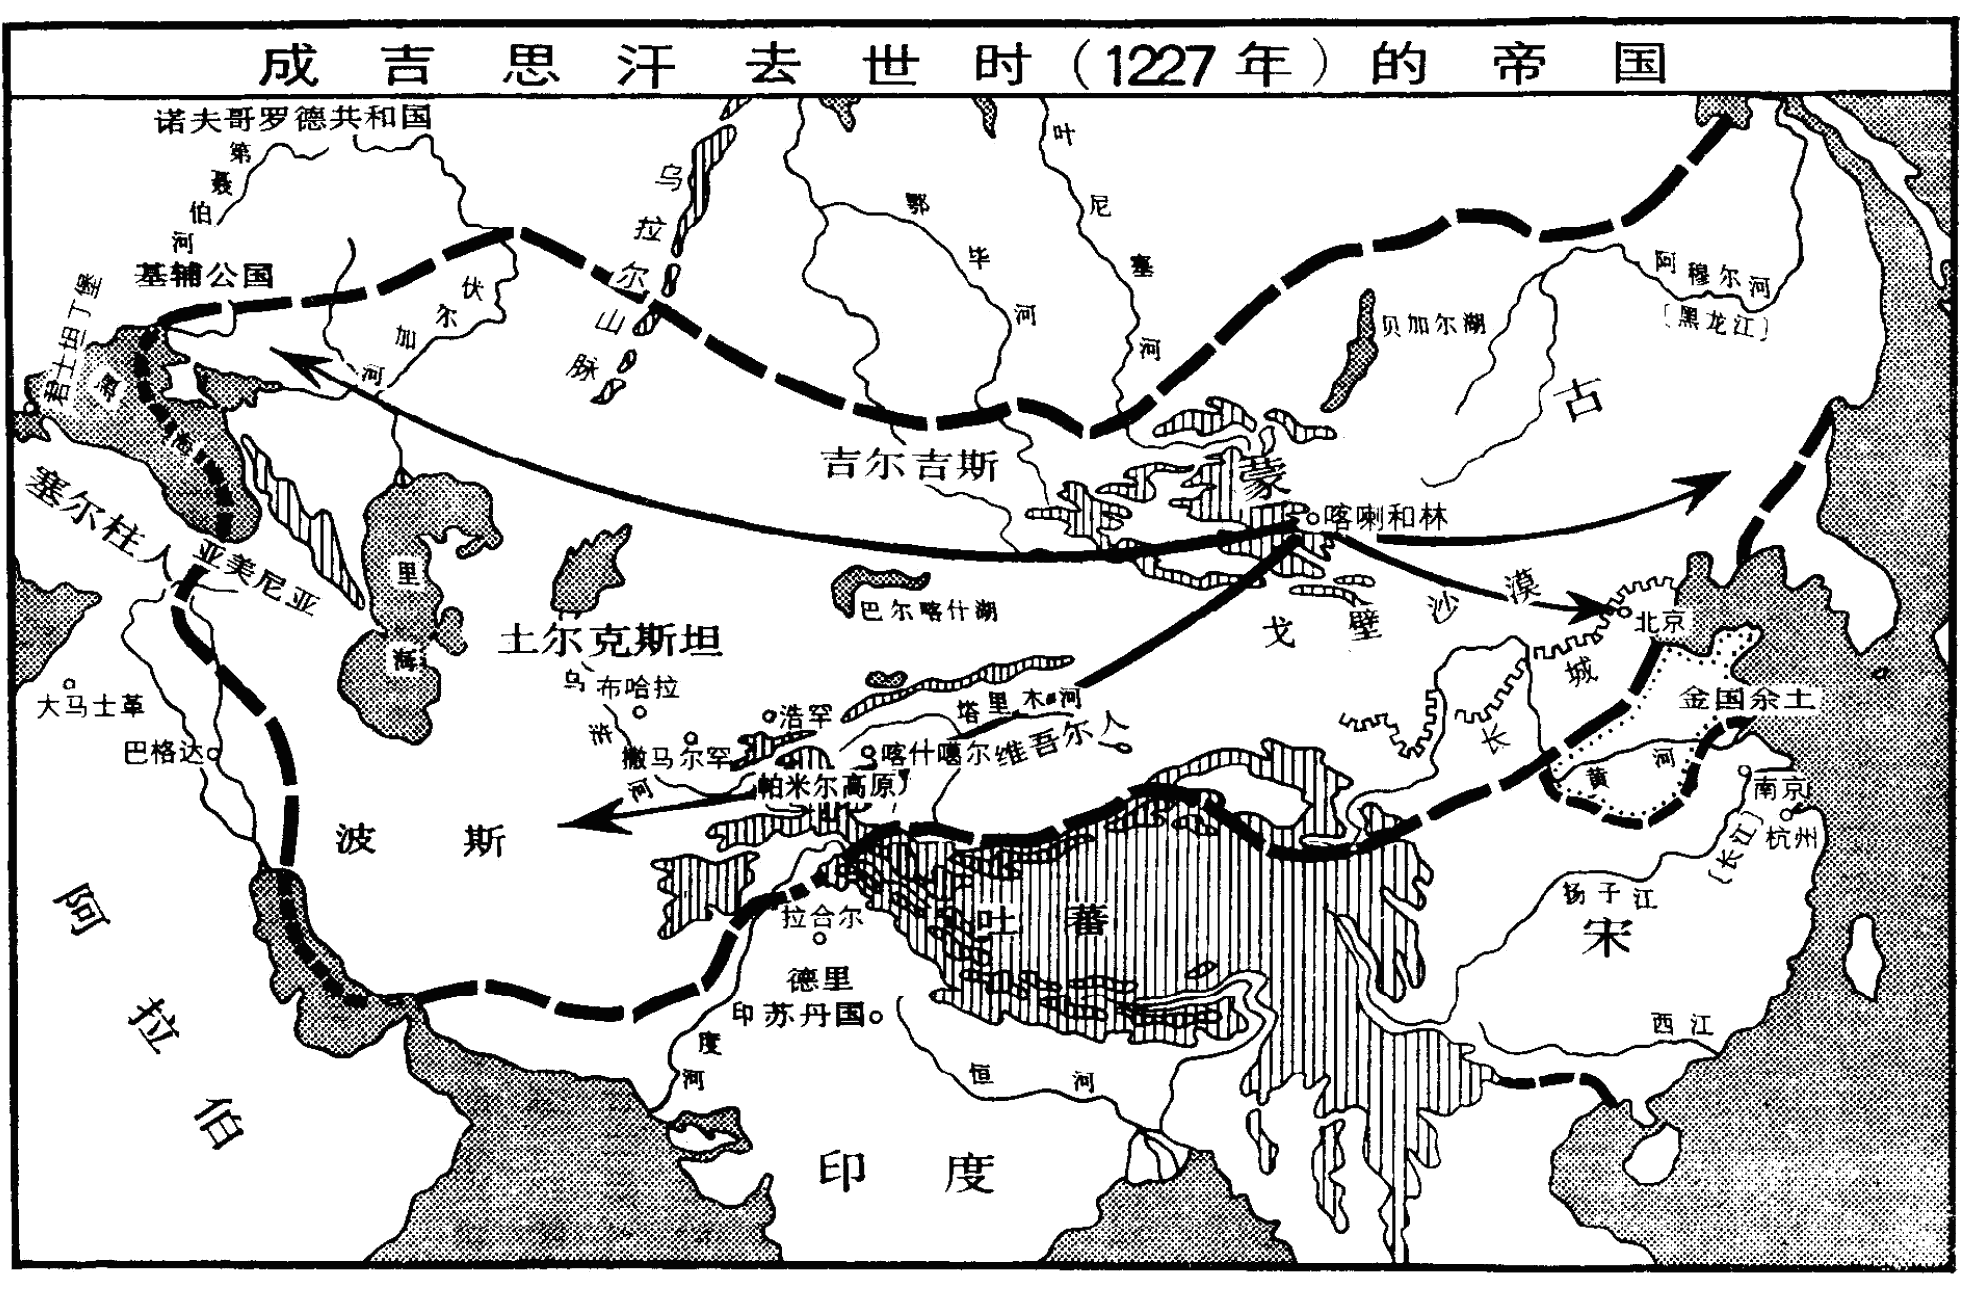 成吉思汗去世时（1227年）的帝国
诺夫哥罗德共和国
第聂伯河
基辅公国
君士坦丁堡
黑海
塞尔柱人
亚美尼亚
伏尔加河
乌拉尔山脉
鄂毕河
叶尼塞河
贝加尔湖
阿穆尔河
〔黑龙江〕
蒙古
吉尔吉斯
喀喇和林
里海
土尔克斯坦
巴尔喀什湖
戈壁沙漠
北京
长城
金国余土
黄河
南京
杭州
扬子江
〔长江〕
宋
西江
大马士革
巴格达
乌浒河
布哈拉
撒马尔罕
浩罕
喀什噶尔
塔里木河
维吾尔人
帕米尔高原
波斯
阿拉伯
吐蕃
拉合尔
德里
苏丹国
印度河
恒河
印度